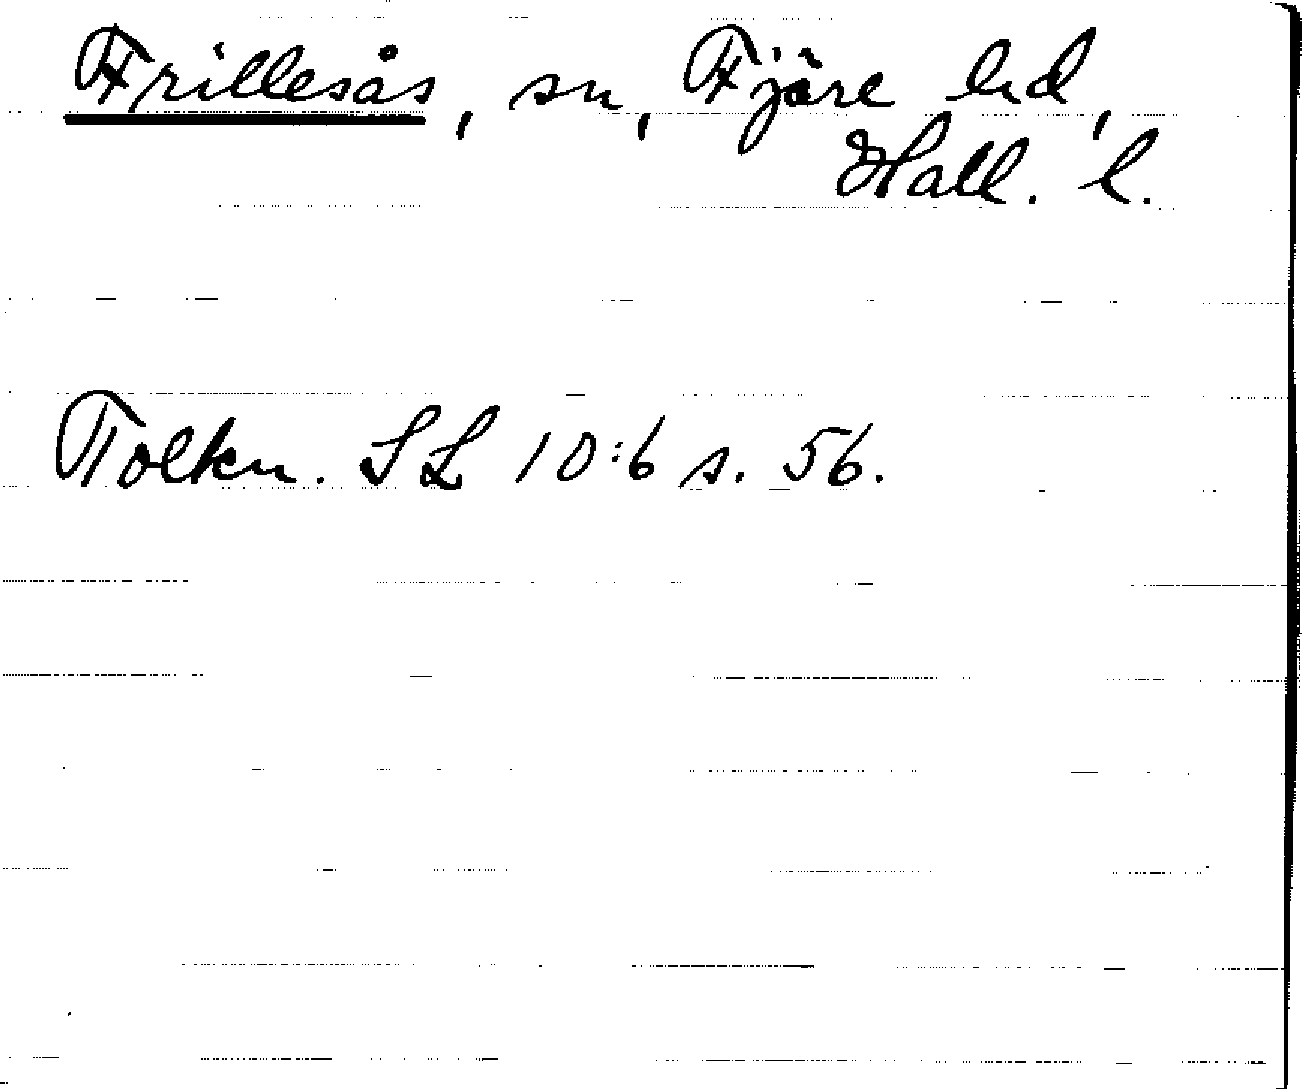 Frillesås, sn, Fjäre hd,
Hall. l.
Tolkn. SL 10:6 s. 56.